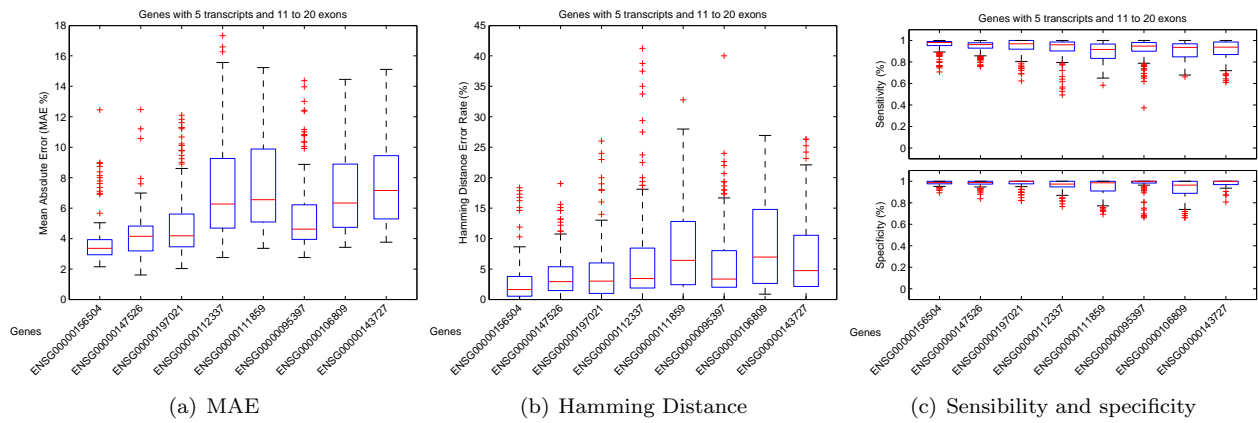 Genes with 5 transcripts and 11 to 20 exons
Mean Absolute Error (MAE %)
18
16
14
12
10
8
6
4
2
0
Genes
ENSG00000156504
ENSG00000147526
ENSG00000197021
ENSG00000112337
ENSG00000111859
ENSG00000095397
ENSG00000106809
ENSG00000143727
(a) MAE
Genes with 5 transcripts and 11 to 20 exons
Hamming Distance Error Rate (%)
45
40
35
30
25
20
15
10
5
0
Genes
ENSG00000156504
ENSG00000147526
ENSG00000197021
ENSG00000112337
ENSG00000111859
ENSG00000095397
ENSG00000106809
ENSG00000143727
(b) Hamming Distance
Genes with 5 transcripts and 11 to 20 exons
Sensitivity (%)
1
0.8
0.6
0.4
0.2
0
Specificity (%)
1
0.8
0.6
0.4
0.2
0
Genes
ENSG00000156504
ENSG00000147526
ENSG00000197021
ENSG00000112337
ENSG00000111859
ENSG00000095397
ENSG00000106809
ENSG00000143727
(c) Sensibility and specificity